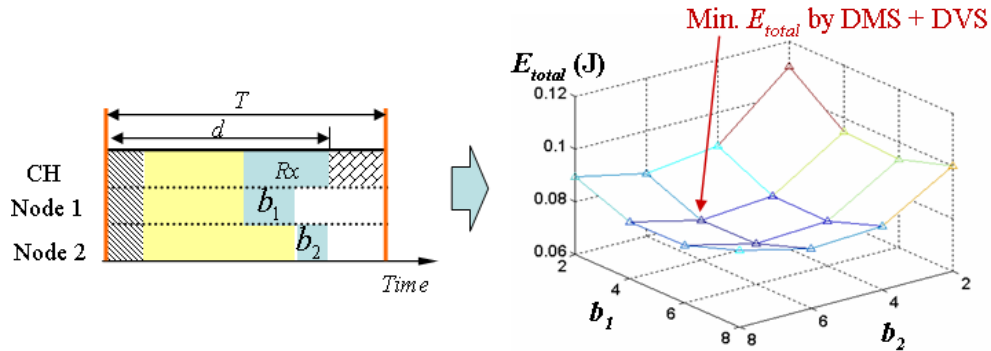 T
d
CH
Rx
Node 1
b1
Node 2
b2
Time
Min. Etotal by DMS + DVS
Etotal (J)
0.12
0.1
0.08
0.06
2
4
6
8
b1
8
6
4
2
b2